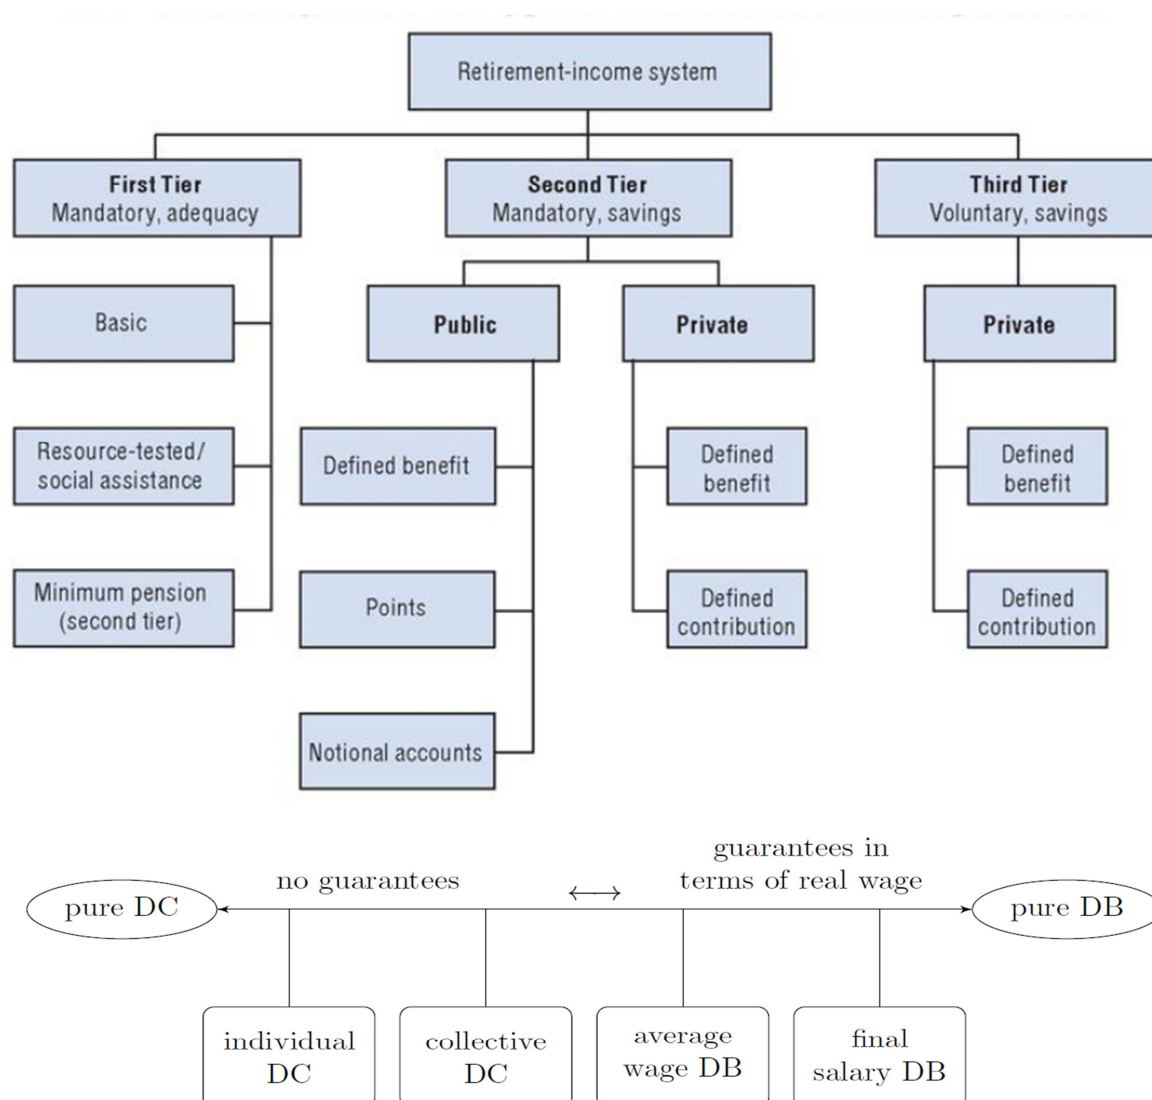 Retirement-income system
First Tier
Mandatory, adequacy
Second Tier
Mandatory, savings
Third Tier
Voluntary, savings
Basic
Public
Private
Private
Resource-tested/
social assistance
Defined benefit
Defined
benefit
Defined
benefit
Minimum pension
(second tier)
Points
Defined
contribution
Defined
contribution
Notional accounts
guarantees in
no guarantees
terms of real wage
pure DC
pure DB
individual
DC
collective
DC
average
wage DB
final
salary DB